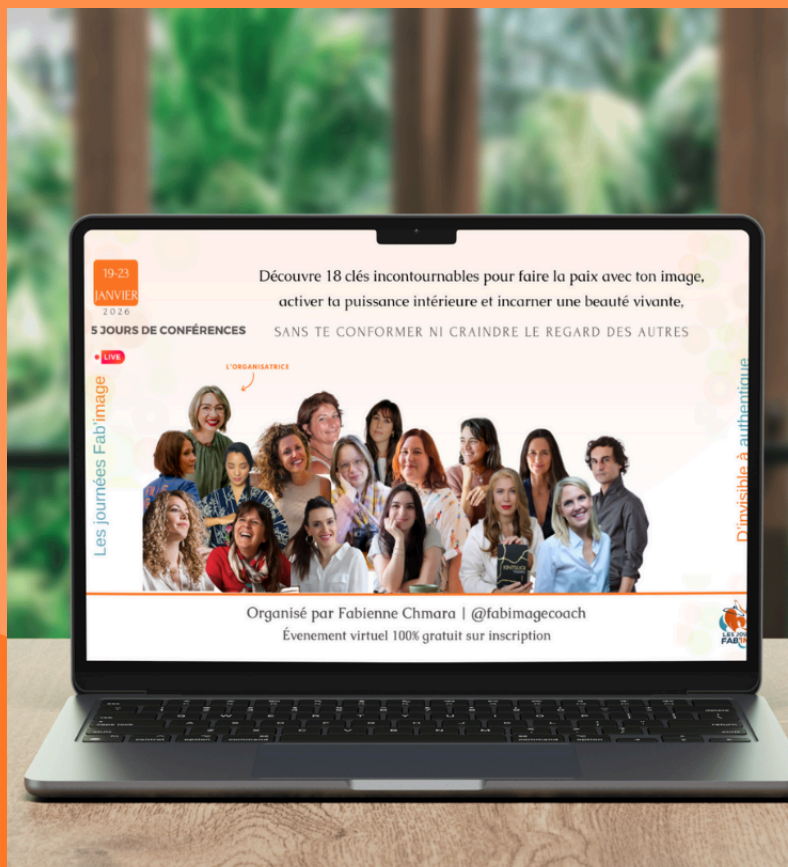 19-23
JANVIER
2026
5 JOURS DE CONFÉRENCES
LIVE
Découvre 18 clés incontournables pour faire la paix avec ton image,
activer ta puissance intérieure et incarner une beauté vivante,
SANS TE CONFORMER NI CRAINDRE LE REGARD DES AUTRES
L'ORGANISATRICE
Les journées Fab'image
D'invisible à authentique
Organisé par Fabienne Chmara | @fabimagecoach
Évenement virtuel 100% gratuit sur inscription